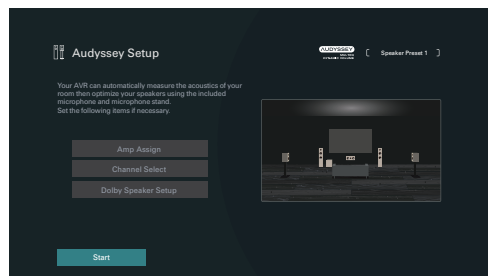 Audyssey Setup
AUDYSSEY
Speaker Preset 1
Your AVR can automatically measure the acoustics of your
room then optimize your speakers using the included
microphone and microphone stand.
Set the following items if necessary.
Amp Assign
Channel Select
Dolby Speaker Setup
Start